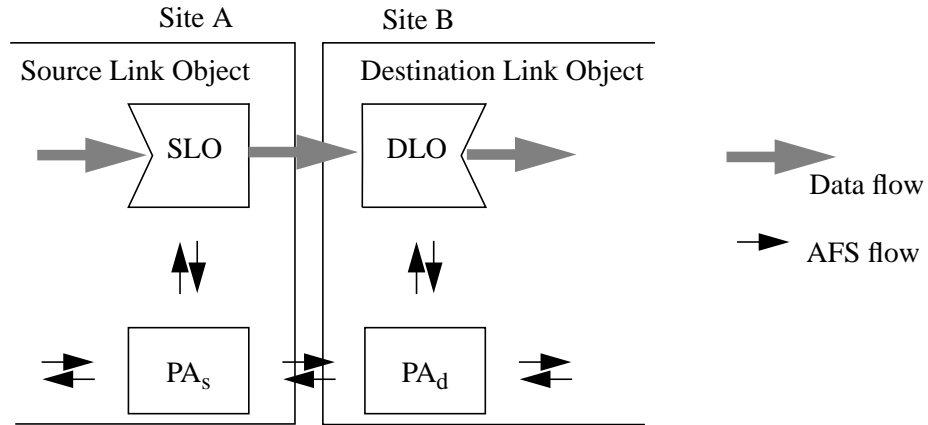 Site A
Site B
Source Link Object
Destination Link Object
SLO
DLO
Data flow
AFS flow
PAs
PAd